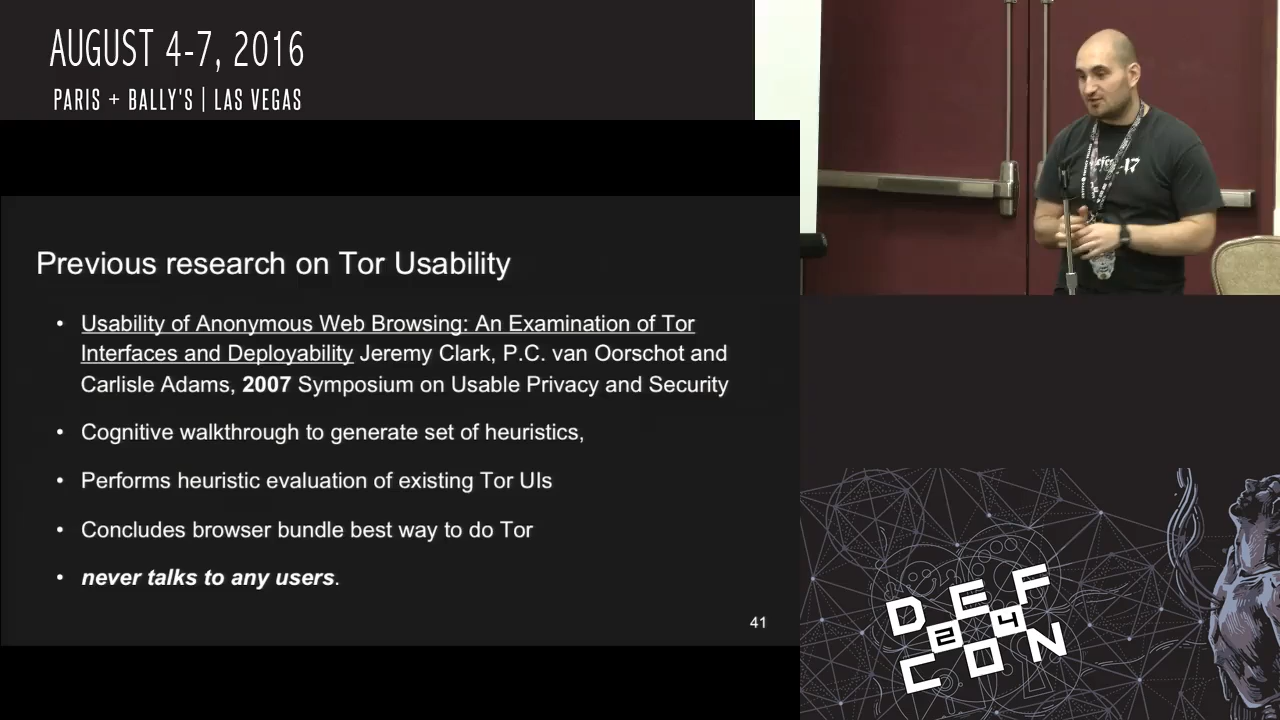 AUGUST 4-7, 2016
PARIS + BALLY'S | LAS VEGAS
Previous research on Tor Usability
• Usability of Anonymous Web Browsing: An Examination of Tor
Interfaces and Deployability Jeremy Clark, P.C. van Oorschot and
Carlisle Adams, 2007 Symposium on Usable Privacy and Security
• Cognitive walkthrough to generate set of heuristics,
• Performs heuristic evaluation of existing Tor UIs
• Concludes browser bundle best way to do Tor
• never talks to any users.
41
DEF
24
CON